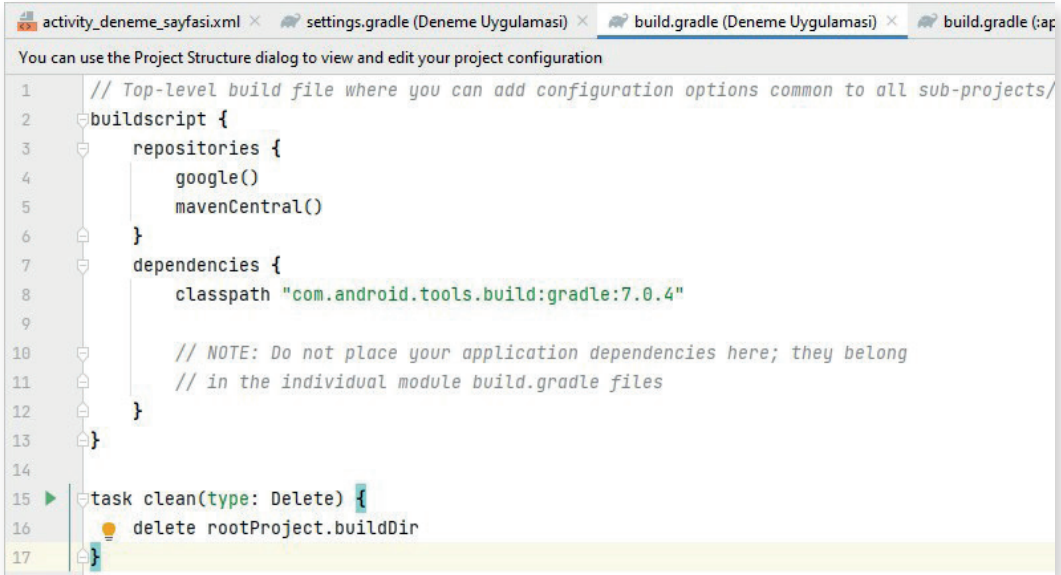 activity_deneme_sayfasi.xml settings.gradle (Deneme Uygulamasi) build.gradle (Deneme Uygulamasi) build.gradle (:ap
You can use the Project Structure dialog to view and edit your project configuration
1 // Top-level build file where you can add configuration options common to all sub-projects/
2 buildscript {
3 repositories {
4 google()
5 mavenCentral()
6 }
7 dependencies {
8 classpath "com.android.tools.build:gradle:7.0.4"
9
10 // NOTE: Do not place your application dependencies here; they belong
11 // in the individual module build.gradle files
12 }
13 }
14
15 task clean(type: Delete) {
16 delete rootProject.buildDir
17 }